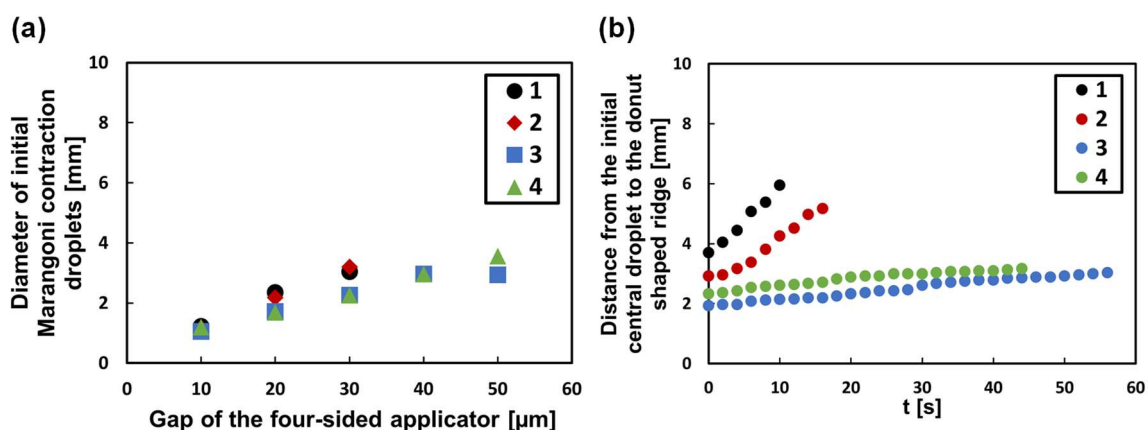 (a)
Diameter of initial
Marangoni contraction
droplets [mm]
10
8
6
4
2
0
0 10 20 30 40 50 60
Gap of the four-sided applicator [µm]
1
2
3
4
(b)
Distance from the initial
central droplet to the donut
shaped ridge [mm]
10
8
6
4
2
0
0 10 20 30 40 50 60
t [s]
1
2
3
4